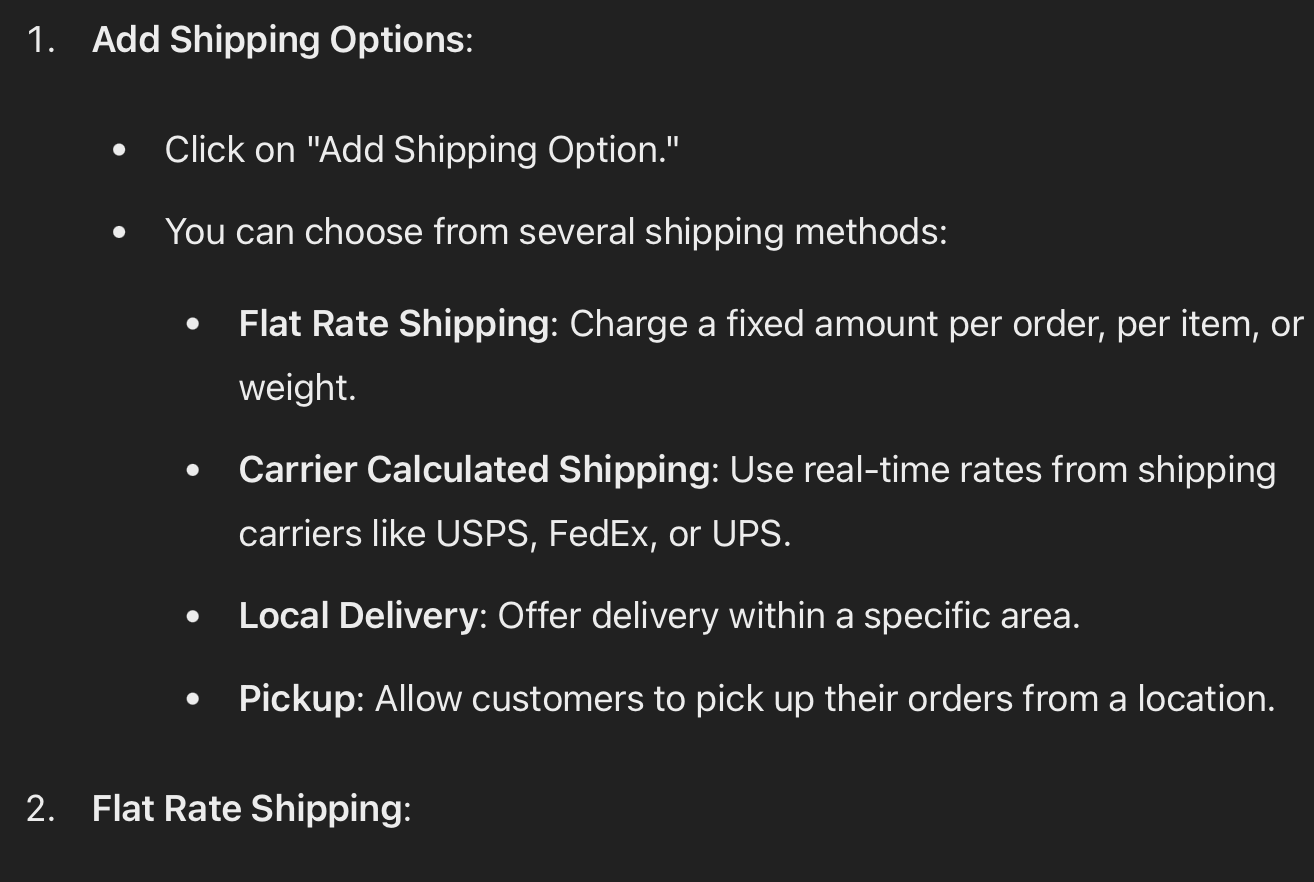 1. Add Shipping Options:
• Click on "Add Shipping Option."
• You can choose from several shipping methods:
• Flat Rate Shipping: Charge a fixed amount per order, per item, or
weight.
• Carrier Calculated Shipping: Use real-time rates from shipping
carriers like USPS, FedEx, or UPS.
• Local Delivery: Offer delivery within a specific area.
• Pickup: Allow customers to pick up their orders from a location.
2. Flat Rate Shipping: